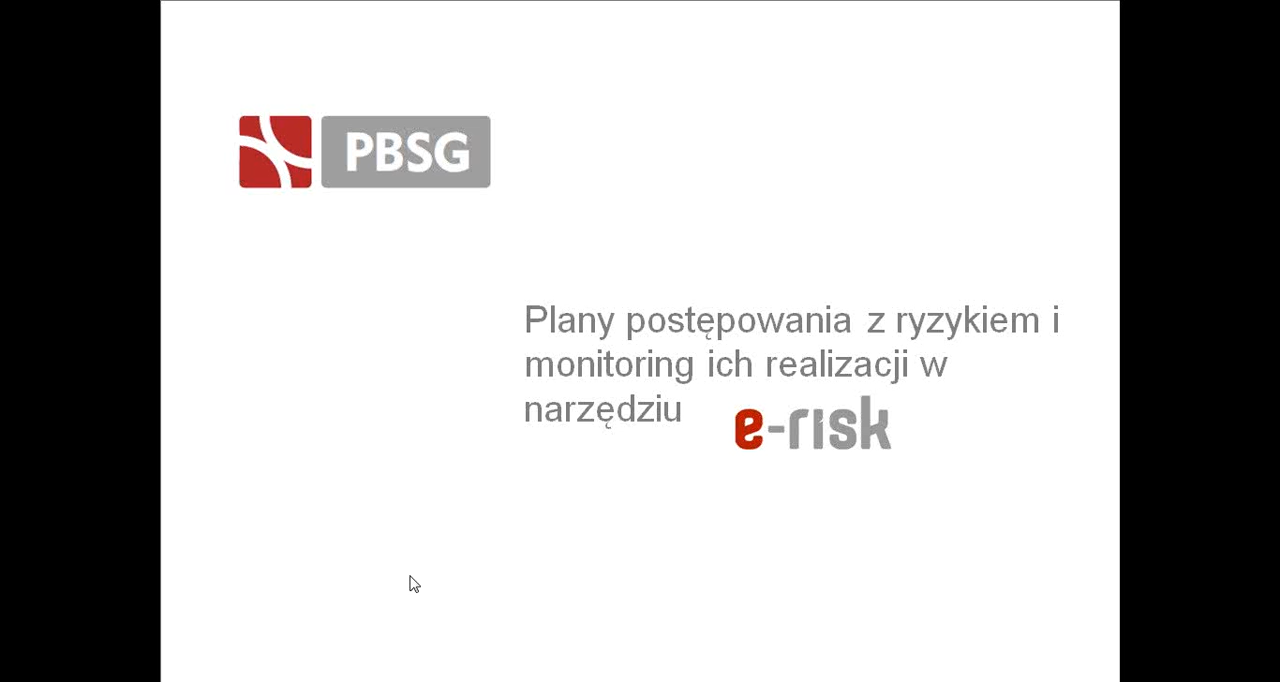 PBSG
Plany postępowania z ryzykiem i
monitoring ich realizacji w
narzędziu e-risk